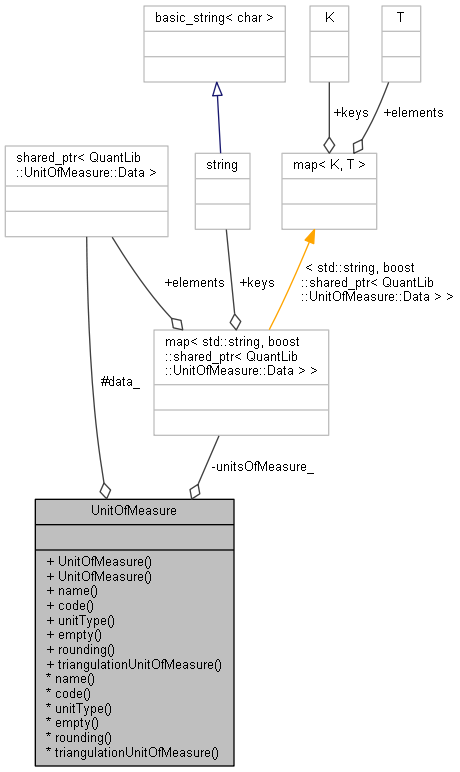 basic_string< char >
K
T
+keys
+elements
shared_ptr< QuantLib
::UnitOfMeasure::Data >
string
map< K, T >
+elements
+keys
< std::string, boost
::shared_ptr< QuantLib
::UnitOfMeasure::Data > >
map< std::string, boost
::shared_ptr< QuantLib
::UnitOfMeasure::Data > >
#data_
-unitsOfMeasure_
UnitOfMeasure
+ UnitOfMeasure()
+ UnitOfMeasure()
+ name()
+ code()
+ unitType()
+ empty()
+ rounding()
+ triangulationUnitOfMeasure()
* name()
* code()
* unitType()
* empty()
* rounding()
* triangulationUnitOfMeasure()